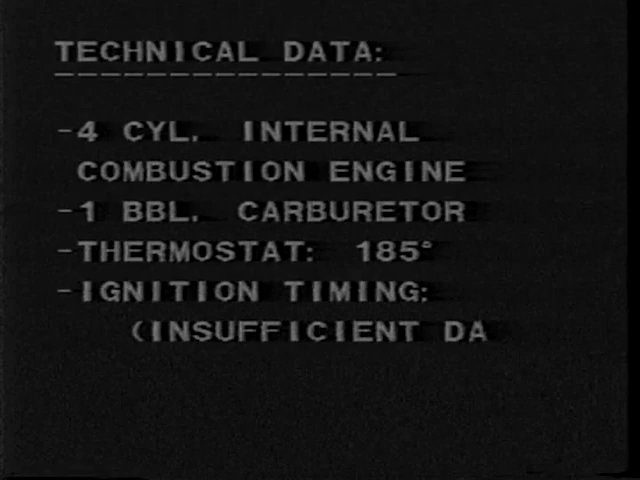 TECHNICAL DATA:
-4 CYL. INTERNAL
COMBUSTION ENGINE
-1 BBL. CARBURETOR
-THERMOSTAT: 185°
-IGNITION TIMING:
(INSUFFICIENT DA